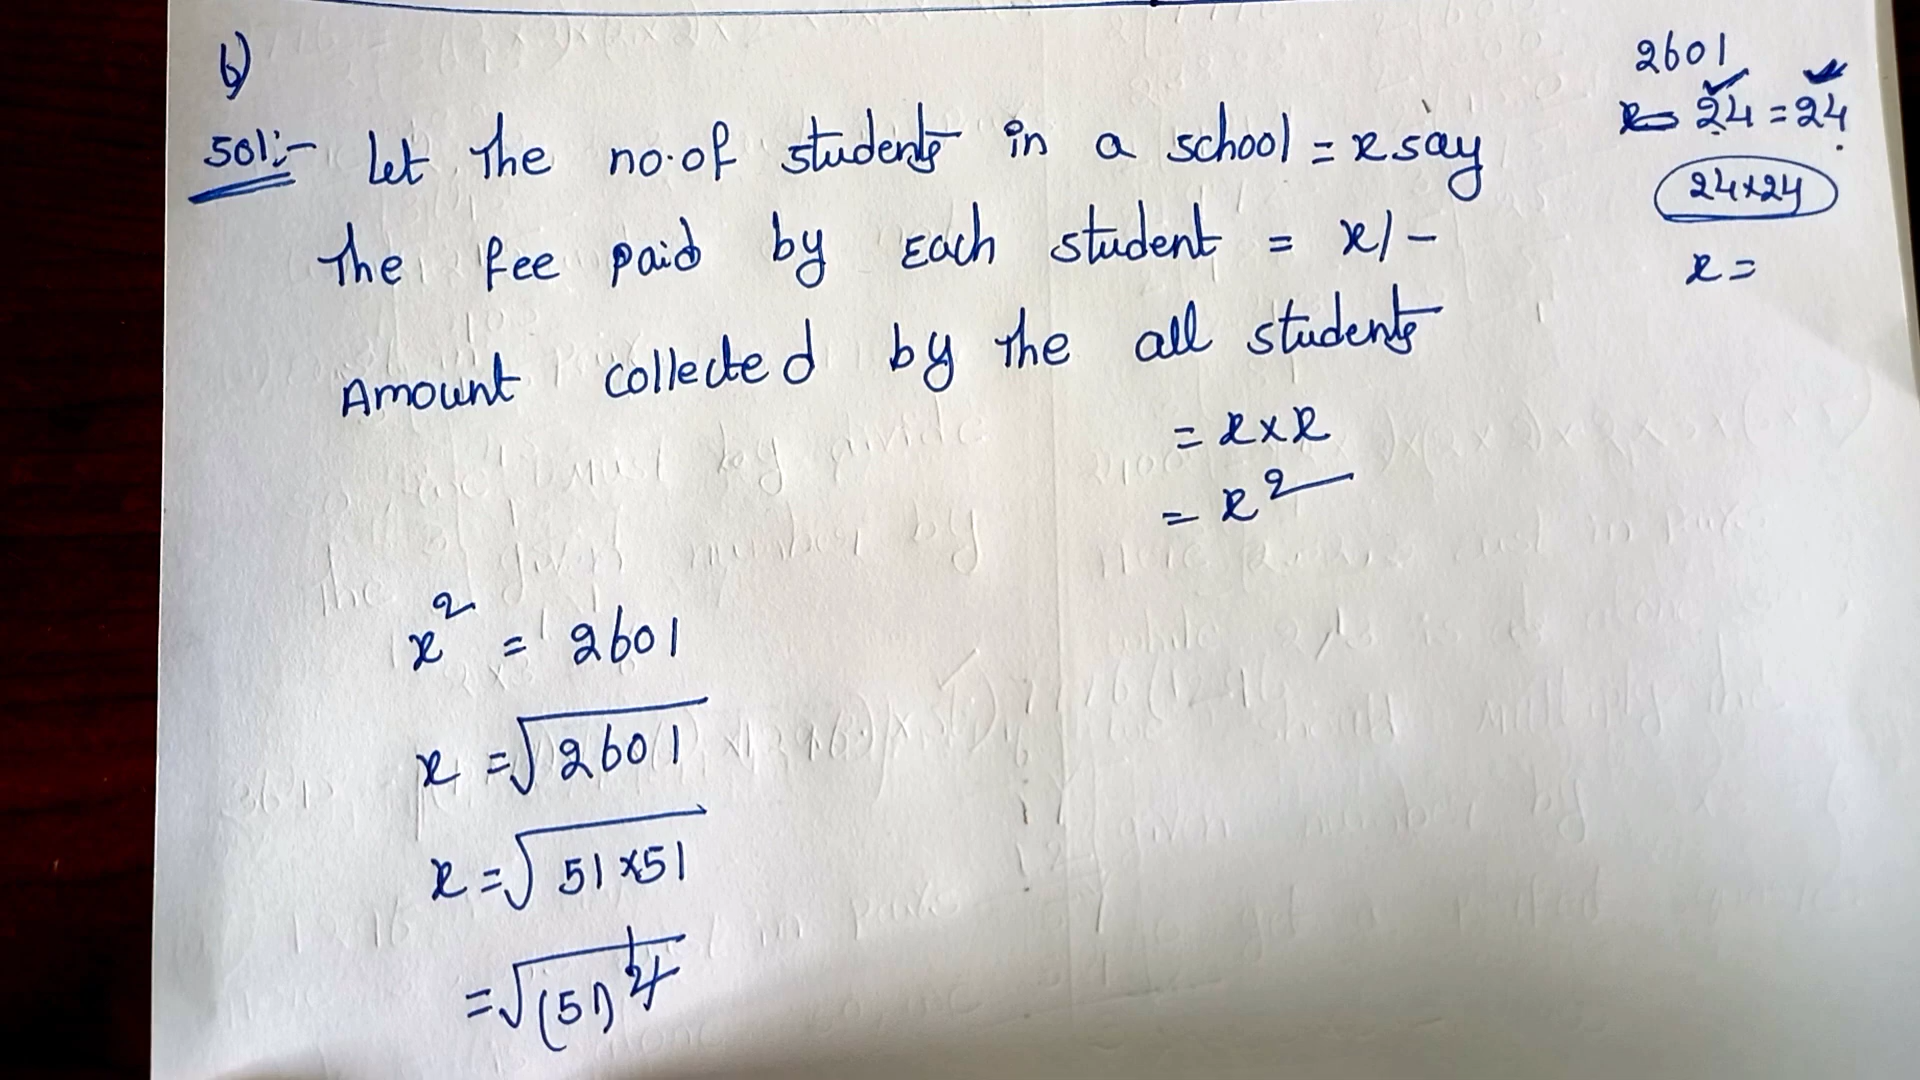 6)
Sol:- Let the no.of students in a school = x say
The fee paid by Each student = x/-
Amount collected by the all students
= x×x
= x²
x² = 2601
x = √2601
x = √51×51
= √(51)²
2601
24 = 24
24×24
x =